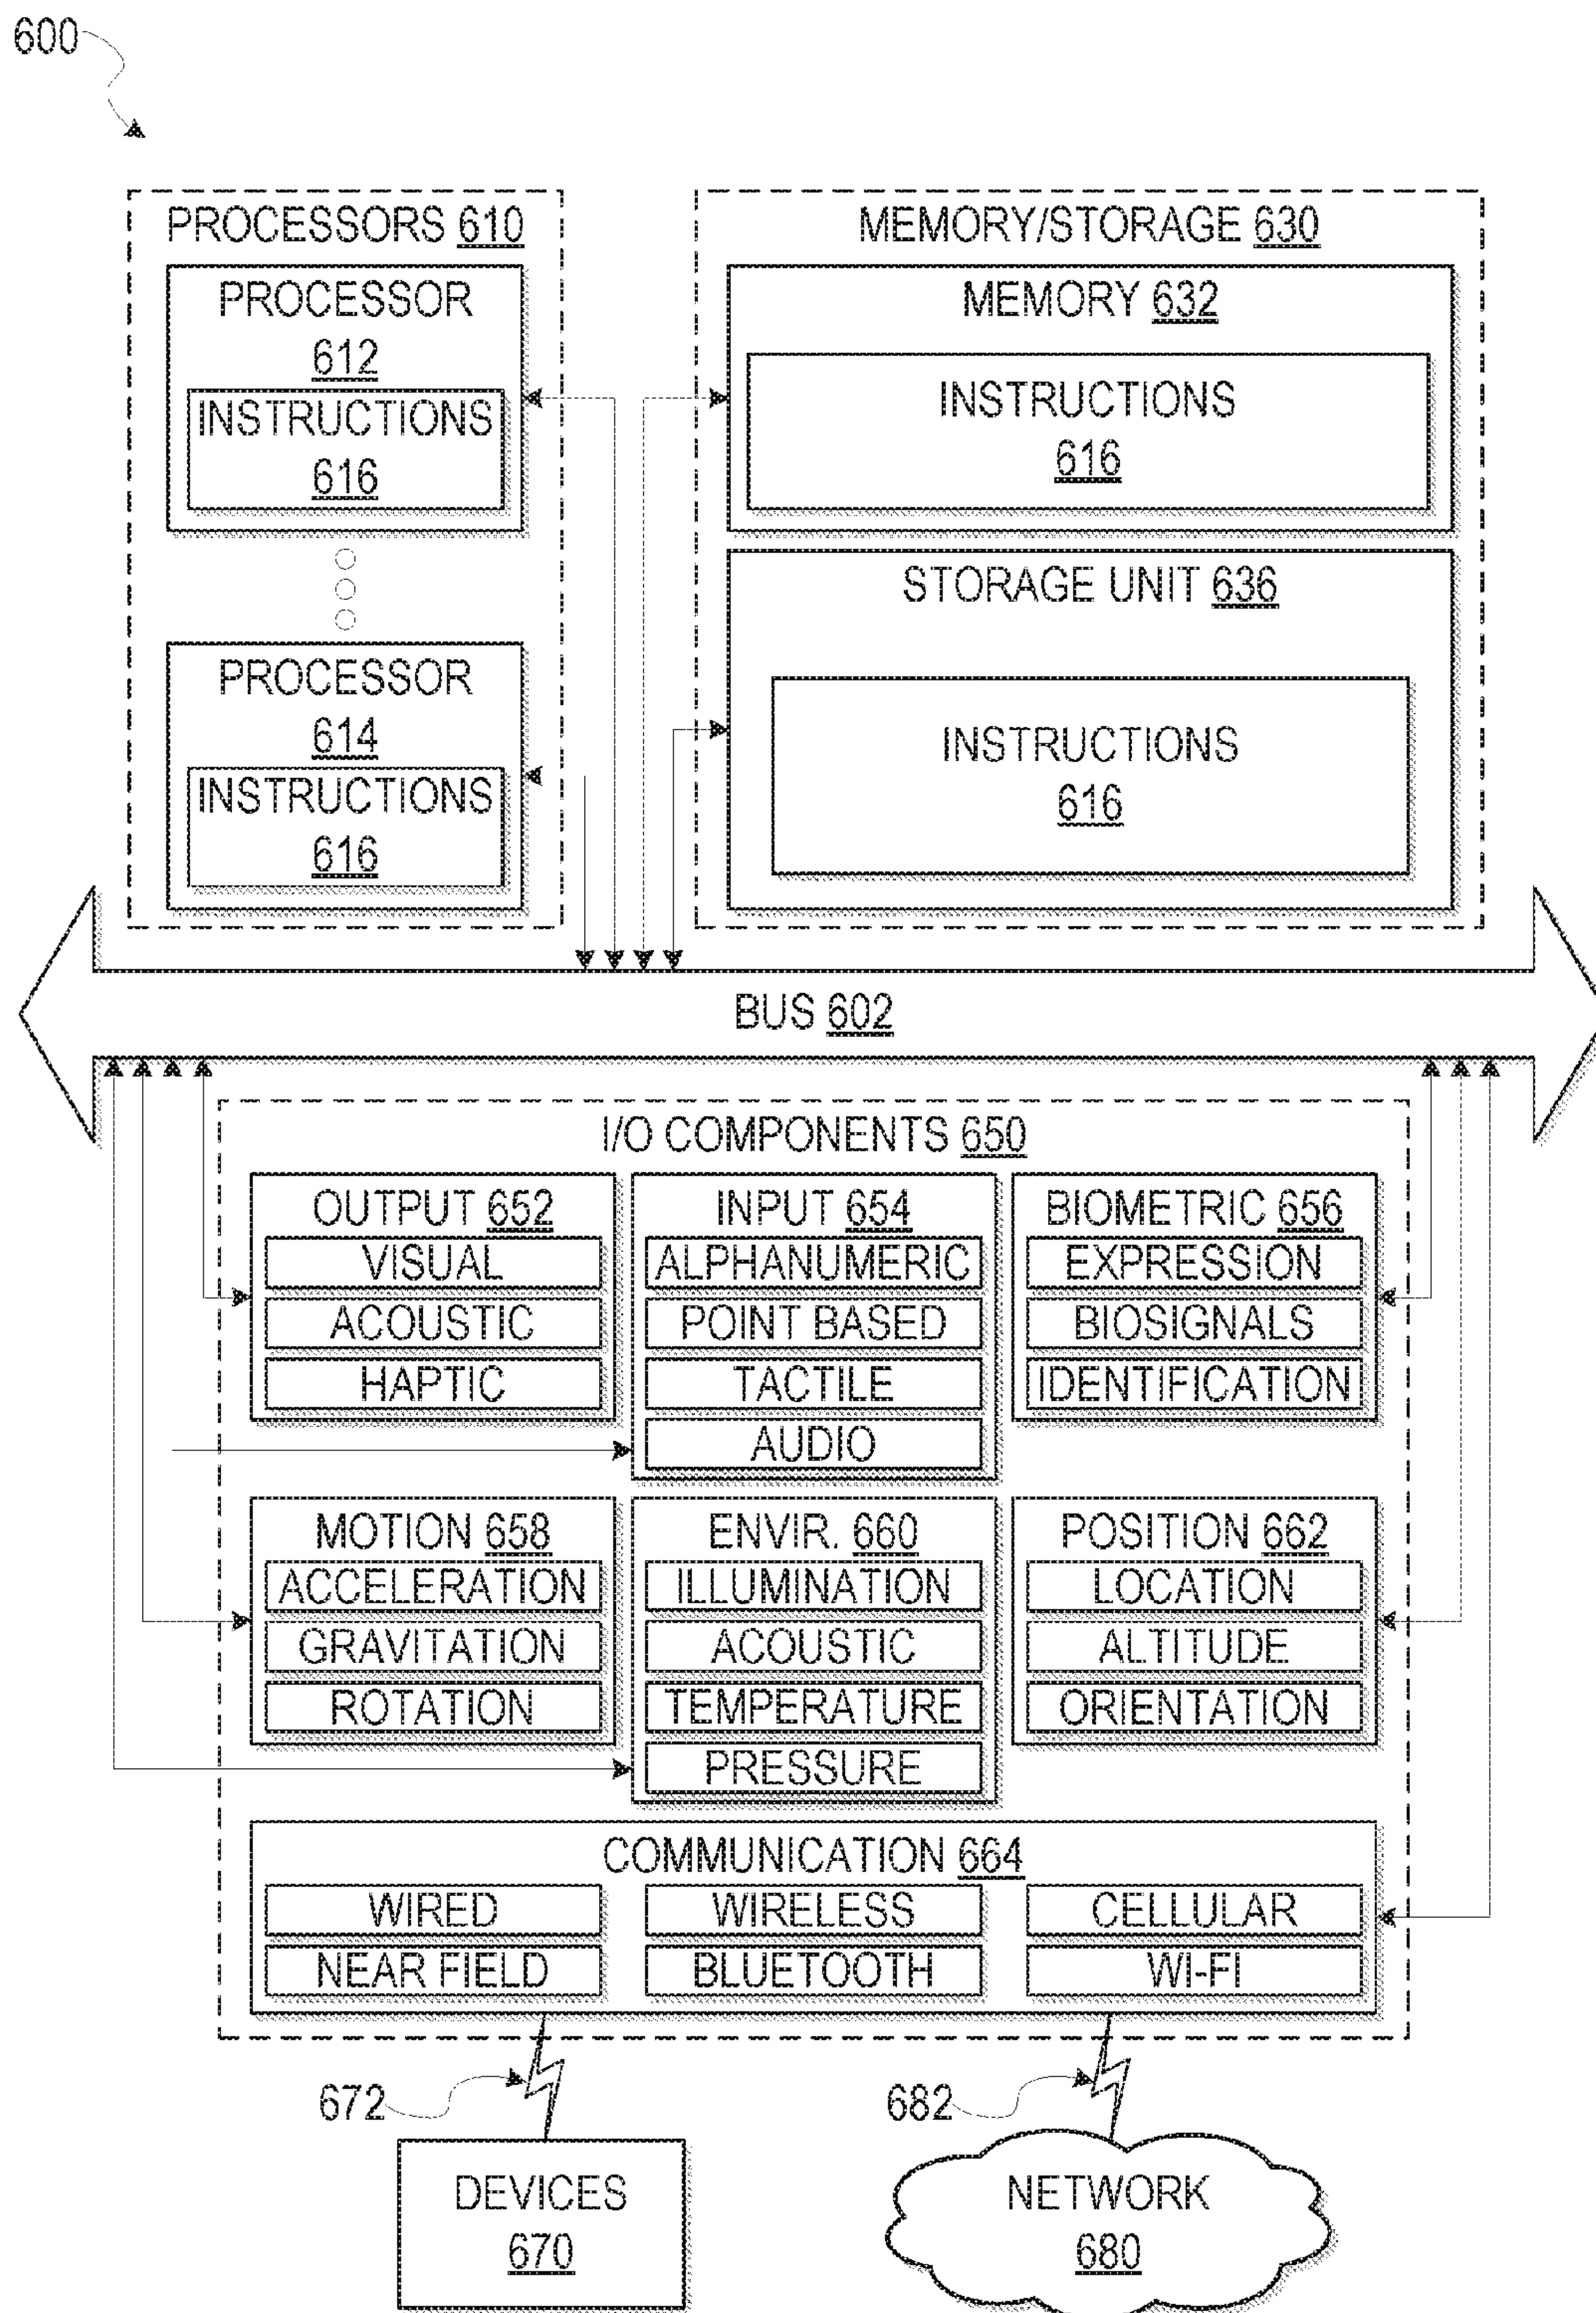 600
PROCESSORS 610
PROCESSOR
612
INSTRUCTIONS
616
PROCESSOR
614
INSTRUCTIONS
616
MEMORY/STORAGE 630
MEMORY 632
INSTRUCTIONS
616
STORAGE UNIT 636
INSTRUCTIONS
616
BUS 602
I/O COMPONENTS 650
OUTPUT 652
VISUAL
ACOUSTIC
HAPTIC
INPUT 654
ALPHANUMERIC
POINT BASED
TACTILE
AUDIO
BIOMETRIC 656
EXPRESSION
BIOSIGNALS
IDENTIFICATION
MOTION 658
ACCELERATION
GRAVITATION
ROTATION
ENVIR. 660
ILLUMINATION
ACOUSTIC
TEMPERATURE
PRESSURE
POSITION 662
LOCATION
ALTITUDE
ORIENTATION
COMMUNICATION 664
WIRED
WIRELESS
CELLULAR
NEAR FIELD
BLUETOOTH
WI-FI
672
682
DEVICES
670
NETWORK
680